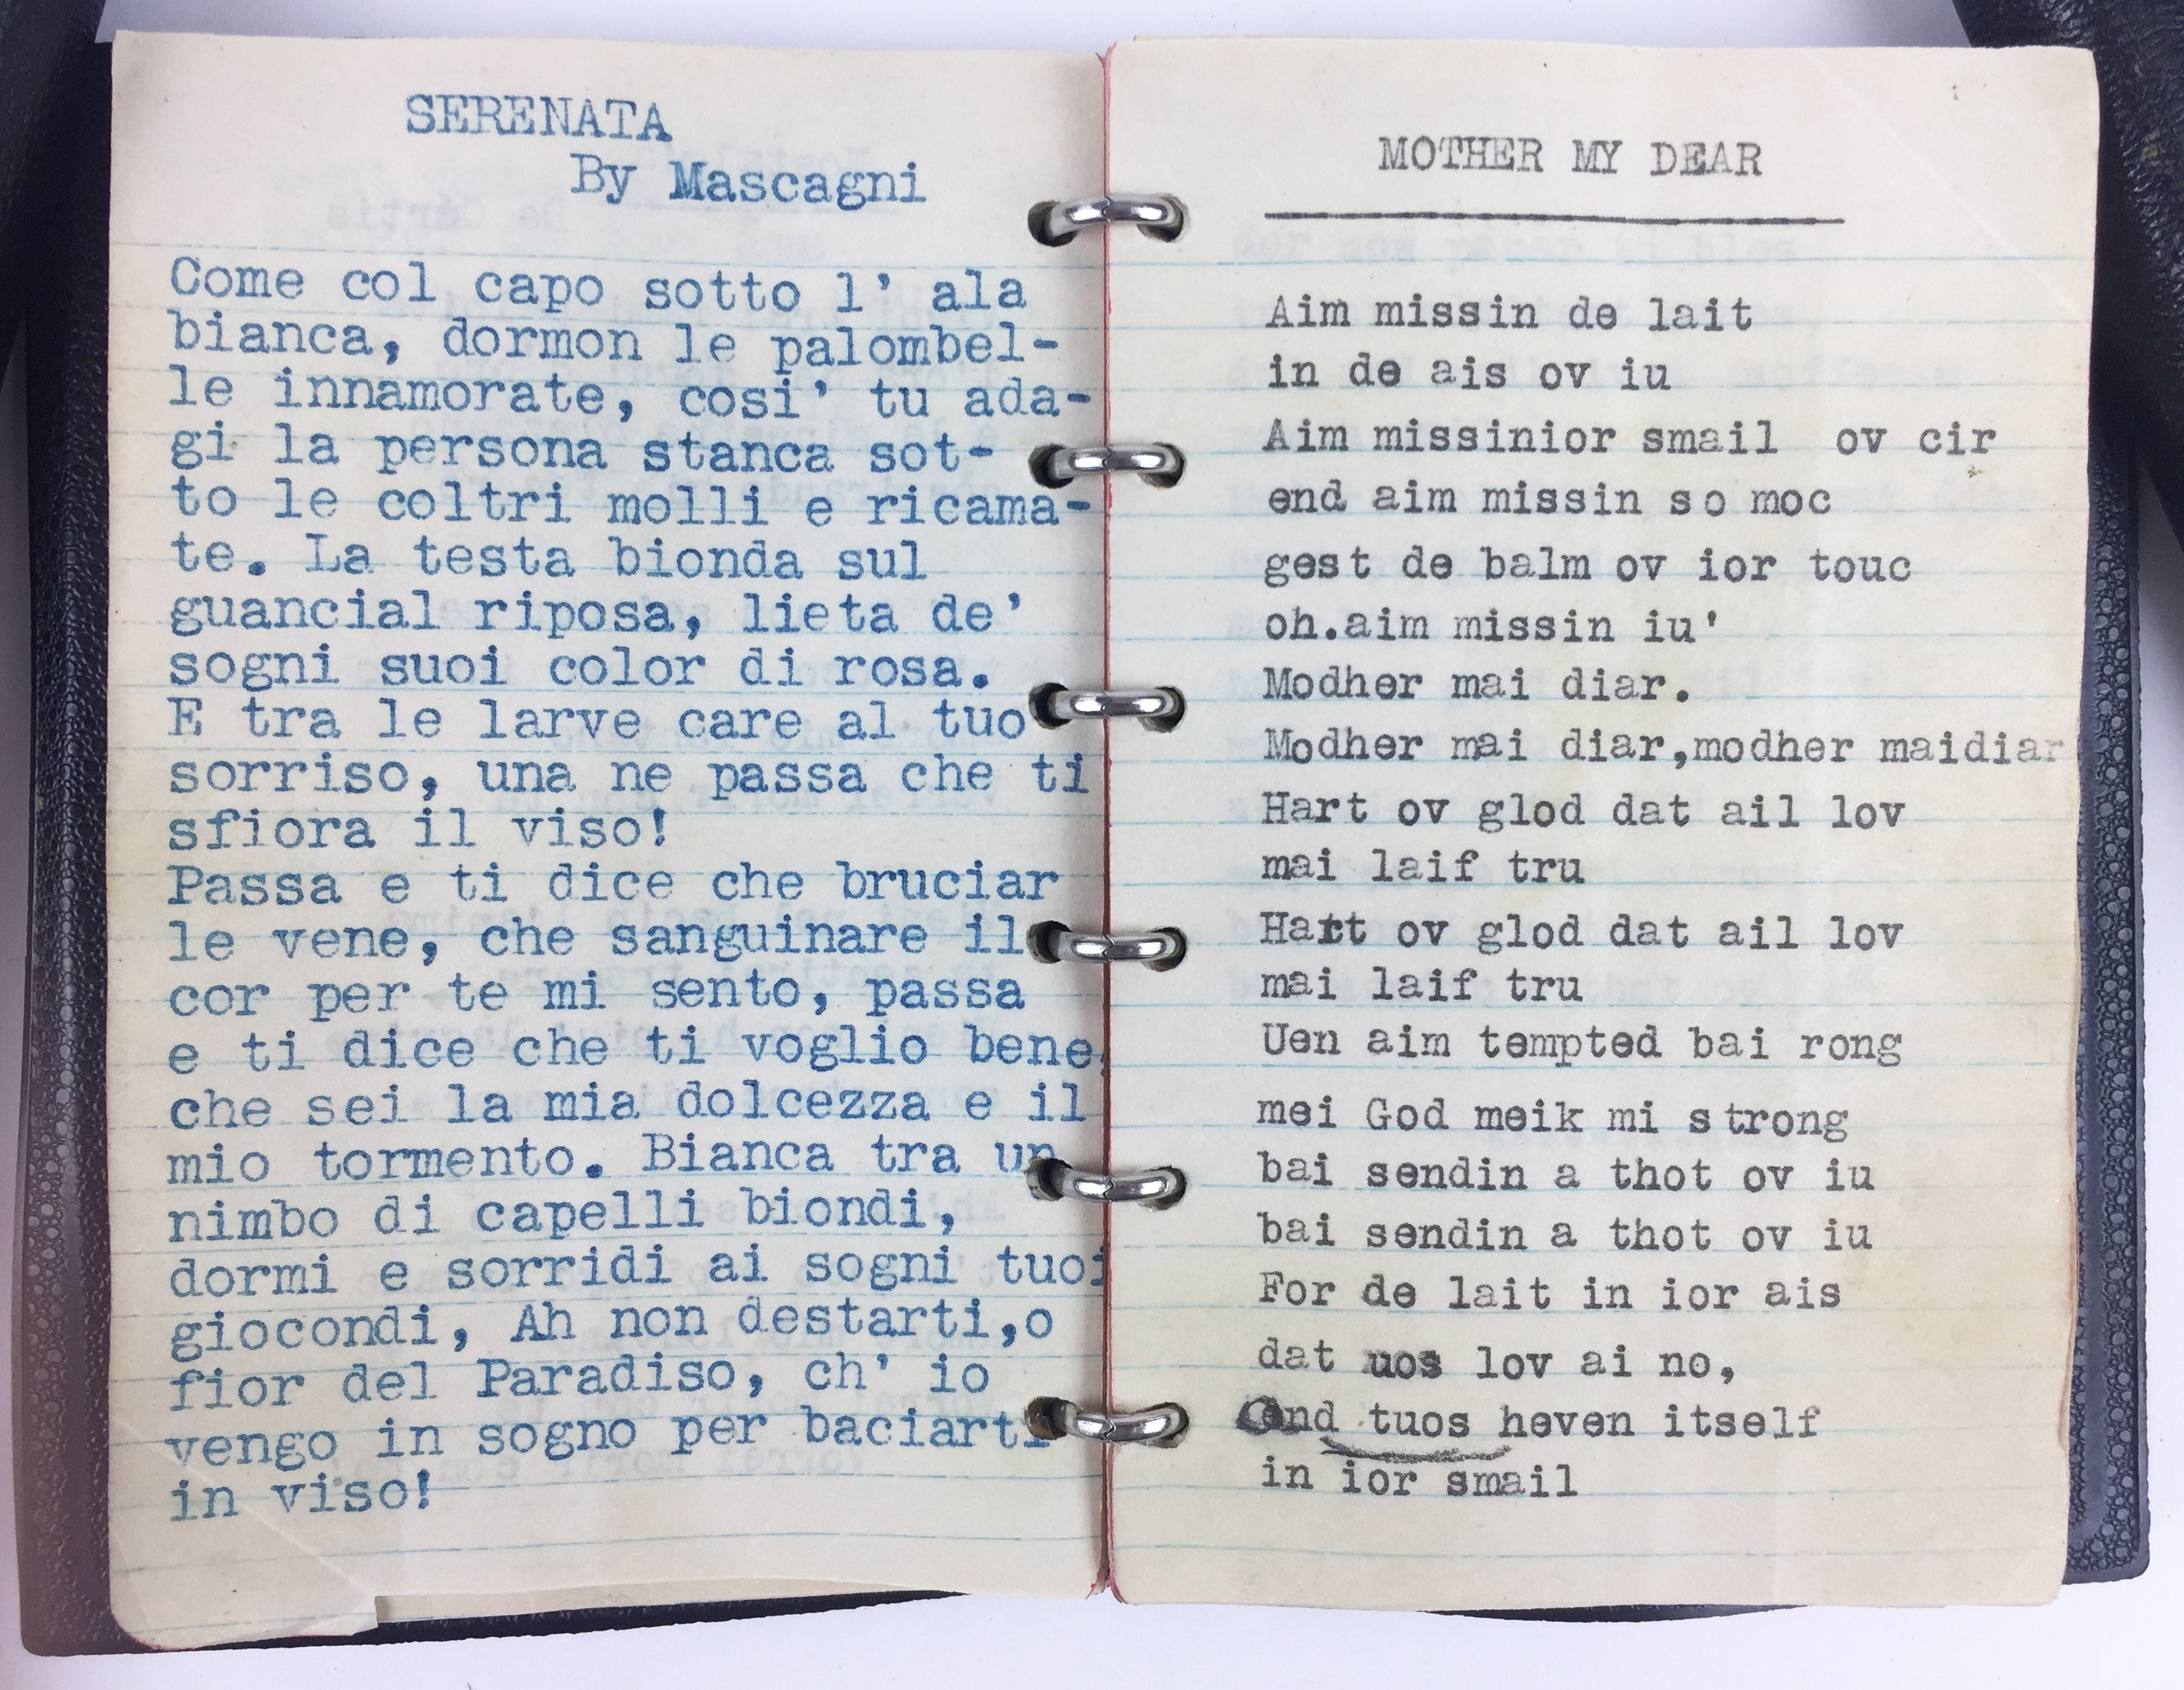 SERENATA
By Mascagni
Come col capo sotto l' ala
bianca, dormon le palombel-
le innamorate, cosi' tu ada-
gi la persona stanca sot-
to le coltri molli e ricama-
te. La testa bionda sul
guancial riposa, lieta de'
sogni suoi color di rosa.
E tra le larve care al tuo
sorriso, una ne passa che ti
sfiora il viso!
Passa e ti dice che bruciar
le vene, che sanguinare il
cor per te mi sento, passa
e ti dice che ti voglio bene,
che sei la mia dolcezza e il
mio tormento. Bianca tra un
nimbo di capelli biondi,
dormi e sorridi ai sogni tuoi
giocondi, Ah non destarti,o
fior del Paradiso, ch' io
vengo in sogno per baciarti
in viso!
MOTHER MY DEAR
Aim missin de lait
in de ais ov iu
Aim missinior smail ov cir
end aim missin so moc
gest de balm ov ior touc
oh.aim missin iu'
Modher mai diar.
Modher mai diar,modher maidiar
Hart ov glod dat ail lov
mai laif tru
Hart ov glod dat ail lov
mai laif tru
Uen aim tempted bai rong
mei God meik mi strong
bai sendin a thot ov iu
bai sendin a thot ov iu
For de lait in ior ais
dat uos lov ai no,
end tuos heven itself
in ior smail